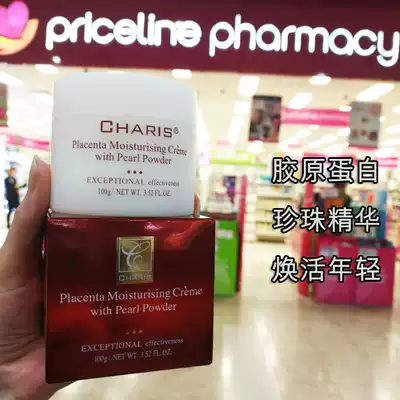 priceline pharmacy
CHARIS®
Placenta Moisturising Crème
with Pearl Powder
EXCEPTIONAL effectiveness
100g/ NET WT. 3.52 FL.OZ.
胶原蛋白
珍珠精华
焕活年轻
CHARIS
Placenta Moisturising Crème
with Pearl Powder
EXCEPTIONAL effectiveness
100g/ NET WT. 3.52 FL.OZ.